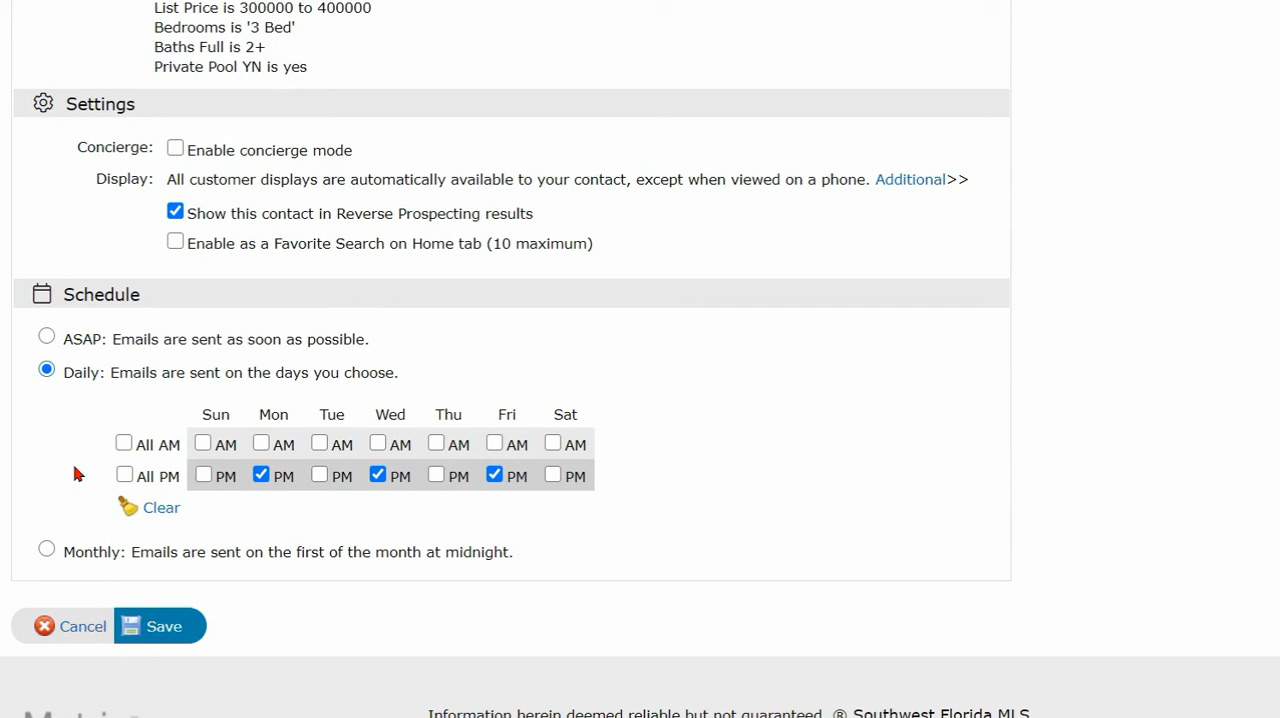 List Price is 300000 to 400000
Bedrooms is '3 Bed'
Baths Full is 2+
Private Pool YN is yes
Settings
Concierge: Enable concierge mode
Display: All customer displays are automatically available to your contact, except when viewed on a phone. Additional>>
Show this contact in Reverse Prospecting results
Enable as a Favorite Search on Home tab (10 maximum)
Schedule
ASAP: Emails are sent as soon as possible.
Daily: Emails are sent on the days you choose.
Sun Mon Tue Wed Thu Fri Sat
All AM AM AM AM AM AM AM AM
All PM PM PM PM PM PM PM PM
Clear
Monthly: Emails are sent on the first of the month at midnight.
Cancel Save
Information herein deemed reliable but not guaranteed. ® Southwest Florida MLS